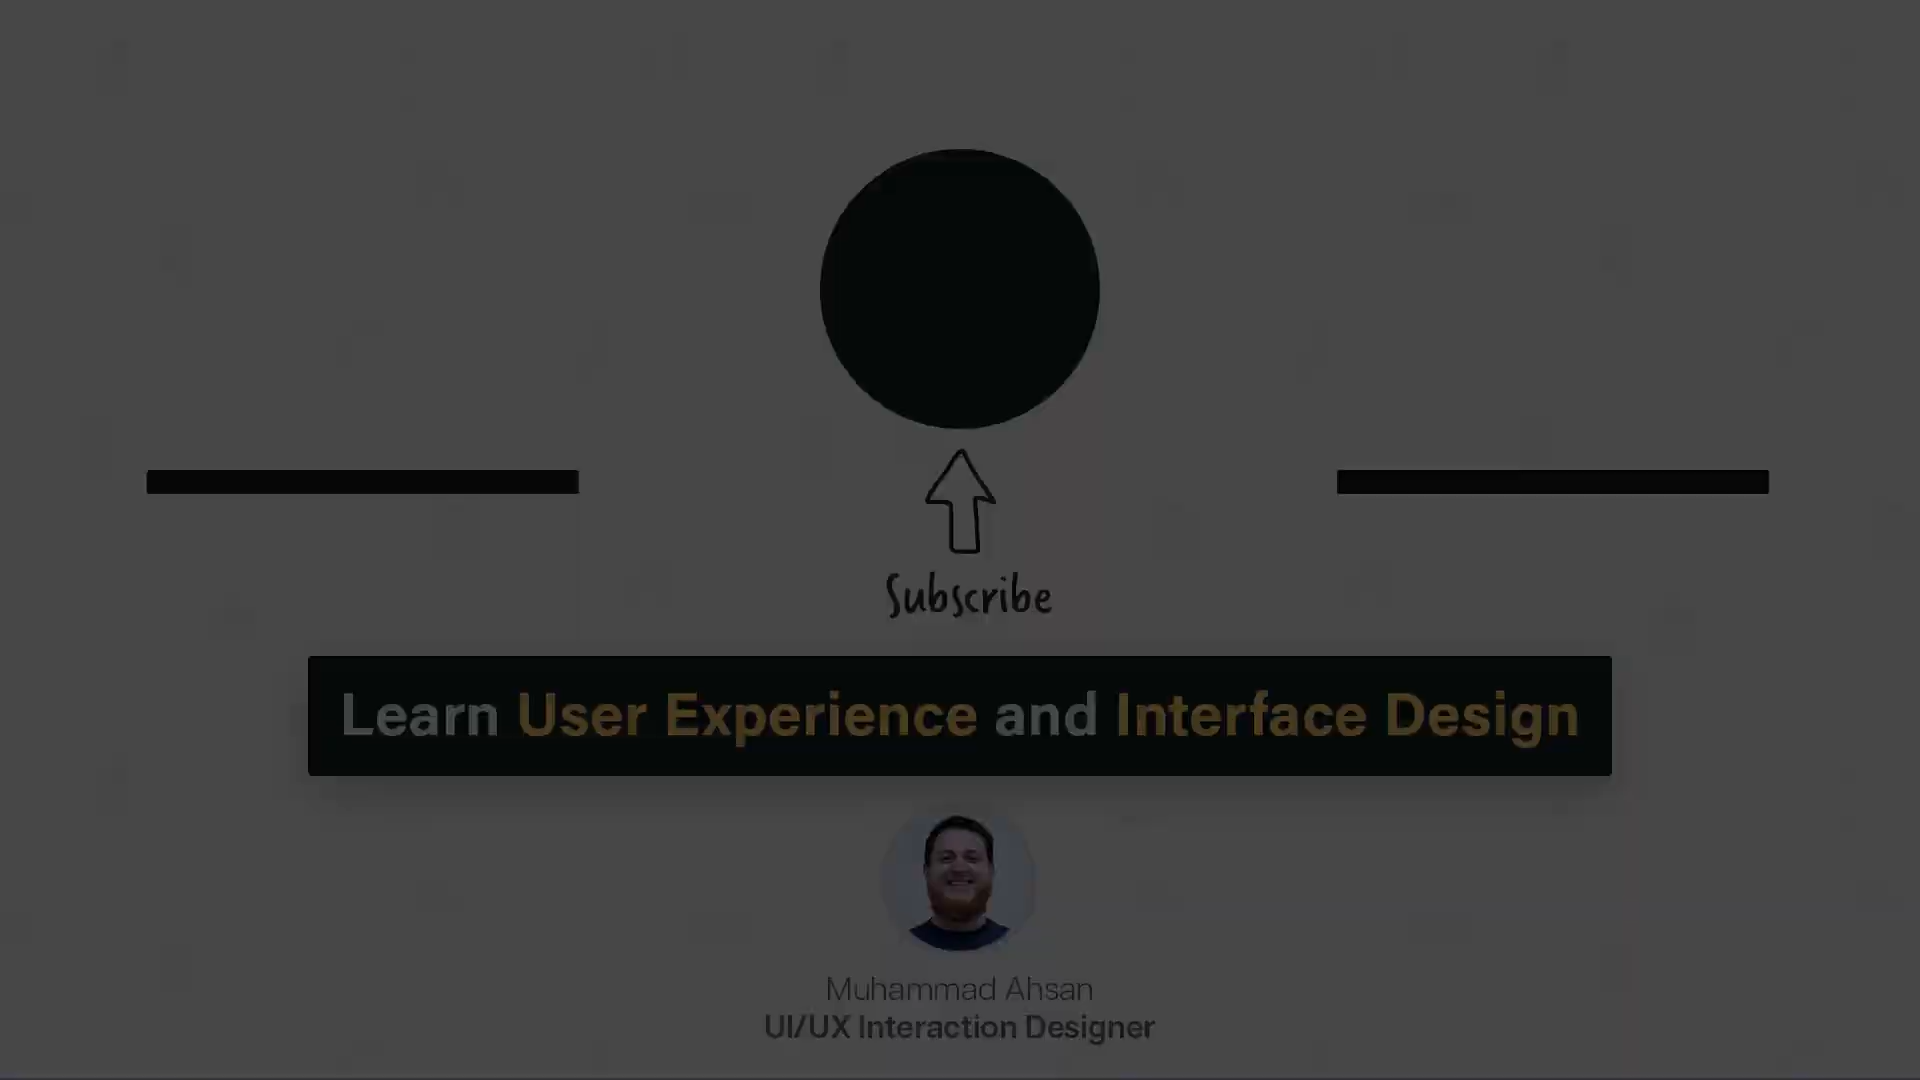 Subscribe
Learn User Experience and Interface Design
Muhammad Ahsan
UI/UX Interaction Designer